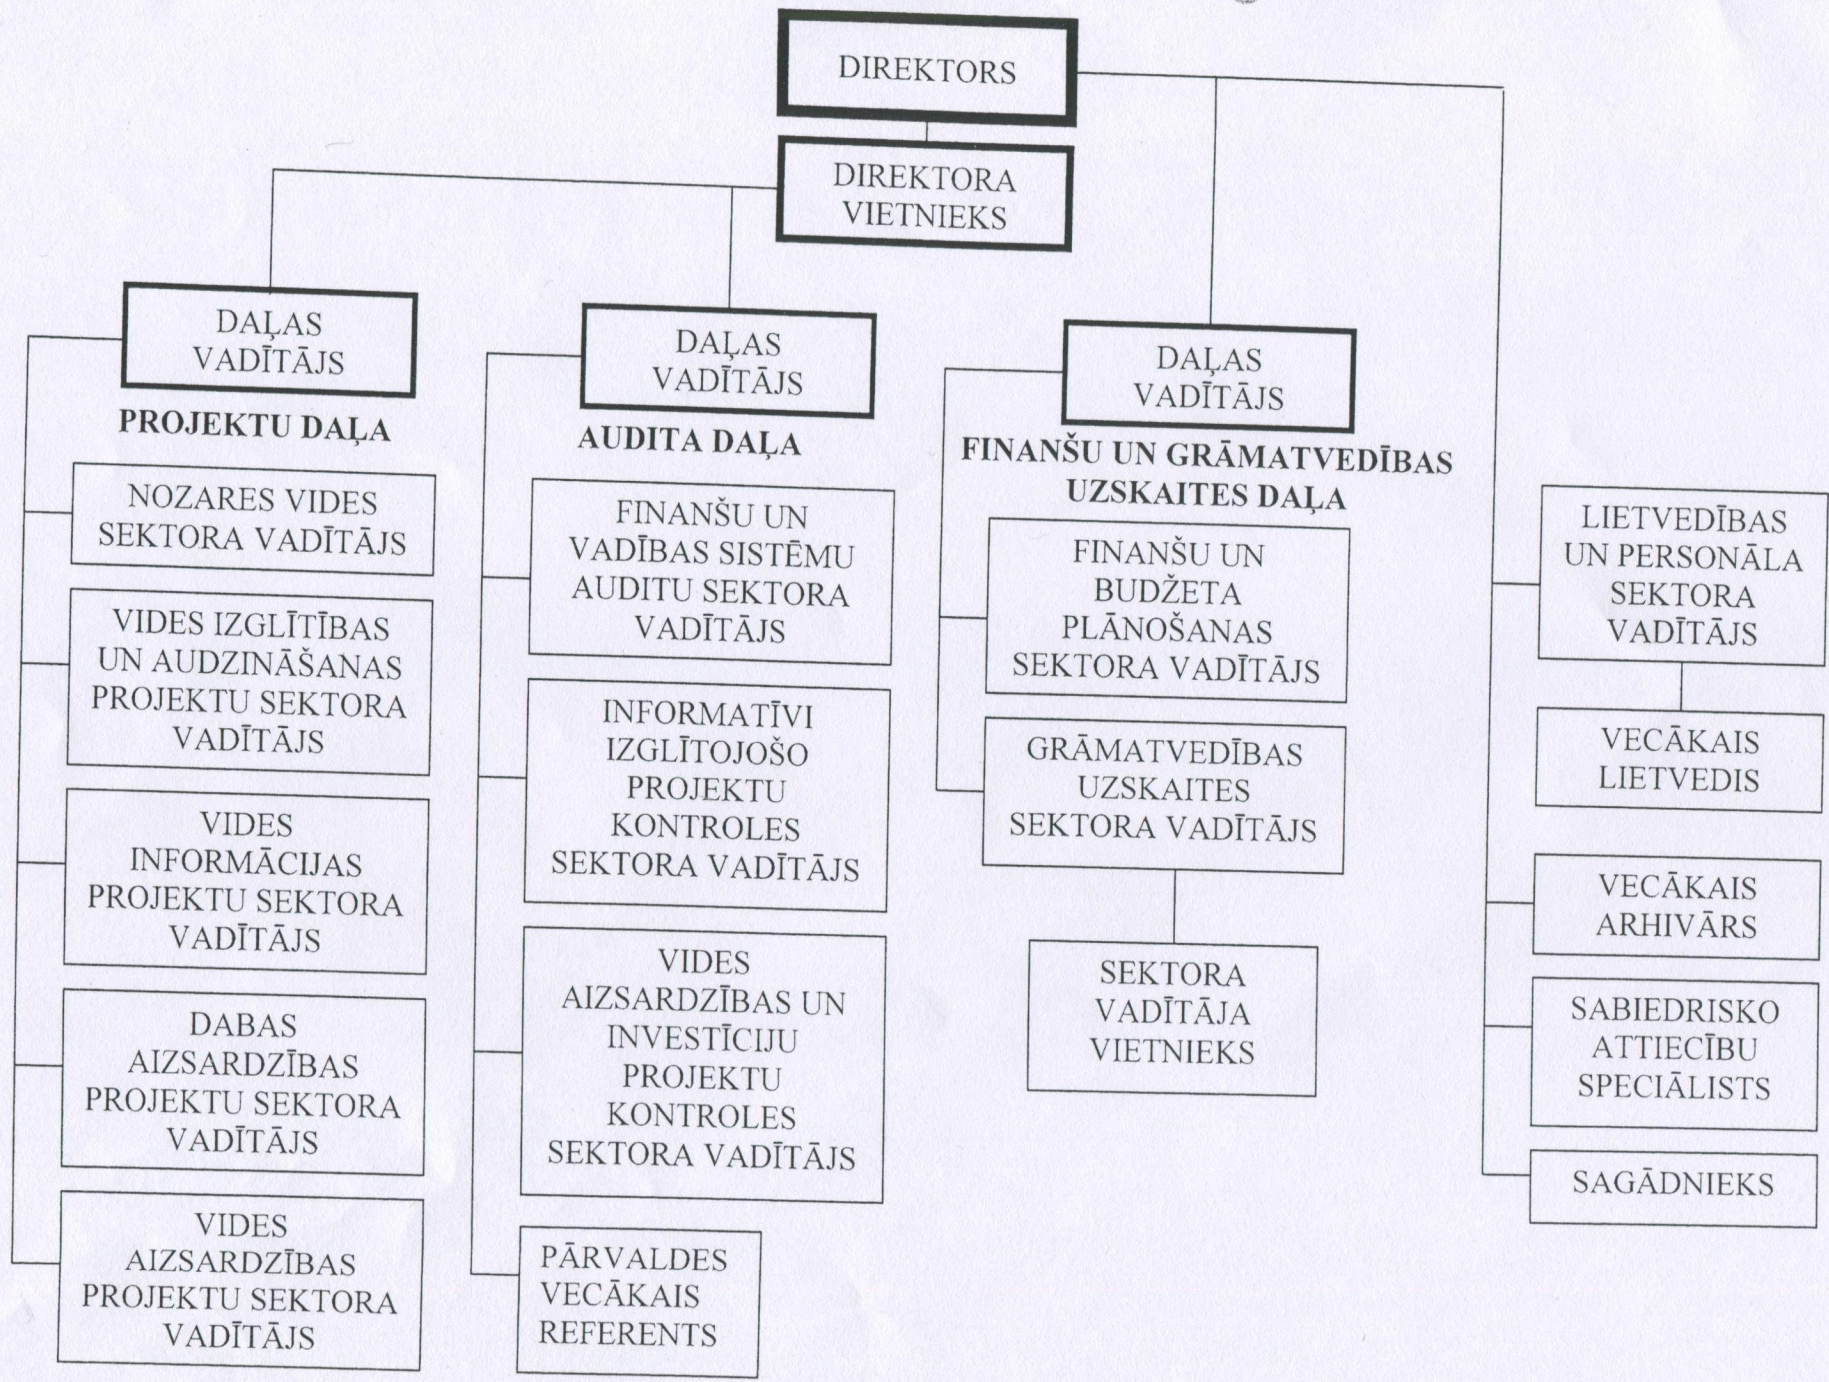 DIREKTORS
DIREKTORA
VIETNIEKS
DAĻAS
VADĪTĀJS
PROJEKTU DAĻA
NOZARES VIDES
SEKTORA VADĪTĀJS
VIDES IZGLĪTĪBAS
UN AUDZINĀŠANAS
PROJEKTU SEKTORA
VADĪTĀJS
VIDES
INFORMĀCIJAS
PROJEKTU SEKTORA
VADĪTĀJS
DABAS
AIZSARDZĪBAS
PROJEKTU SEKTORA
VADĪTĀJS
VIDES
AIZSARDZĪBAS
PROJEKTU SEKTORA
VADĪTĀJS
DAĻAS
VADĪTĀJS
AUDITA DAĻA
FINANŠU UN
VADĪBAS SISTĒMU
AUDITU SEKTORA
VADĪTĀJS
INFORMATĪVI
IZGLĪTOJOŠO
PROJEKTU
KONTROLES
SEKTORA VADĪTĀJS
VIDES
AIZSARDZĪBAS UN
INVESTĪCIJU
PROJEKTU
KONTROLES
SEKTORA VADĪTĀJS
PĀRVALDES
VECĀKAIS
REFERENTS
DAĻAS
VADĪTĀJS
FINANŠU UN GRĀMATVEDĪBAS
UZSKAITES DAĻA
FINANŠU UN
BUDŽETA
PLĀNOŠANAS
SEKTORA VADĪTĀJS
GRĀMATVEDĪBAS
UZSKAITES
SEKTORA VADĪTĀJS
SEKTORA
VADĪTĀJA
VIETNIEKS
LIETVEDĪBAS
UN PERSONĀLA
SEKTORA
VADĪTĀJS
VECĀKAIS
LIETVEDIS
VECĀKAIS
ARHIVĀRS
SABIEDRISKO
ATTIECĪBU
SPECIĀLISTS
SAGĀDNIEKS